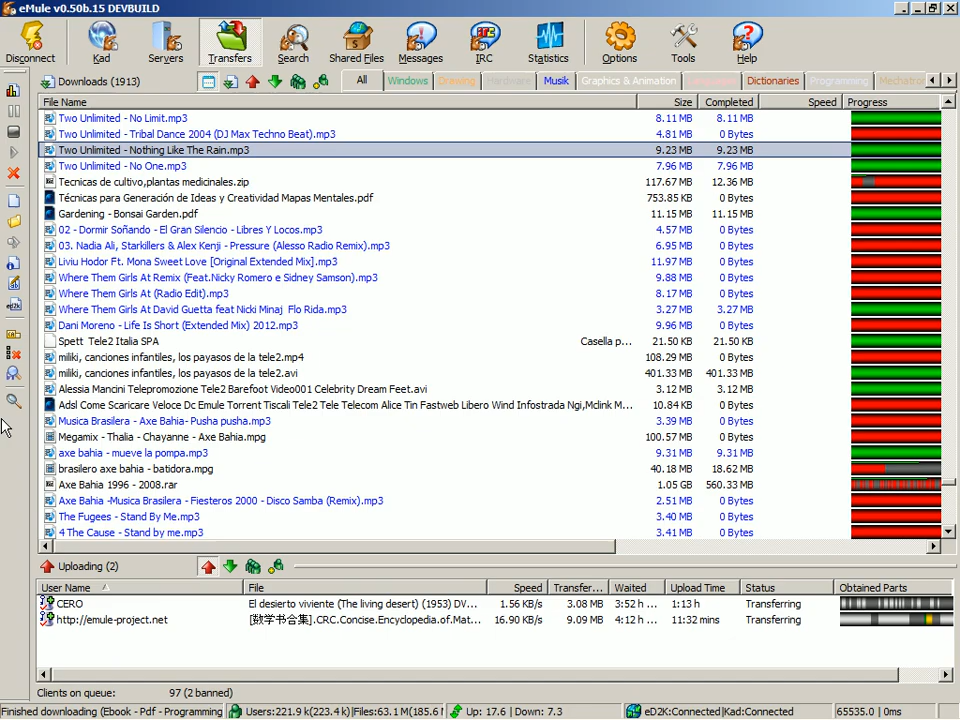 eMule v0.50b.15 DEVBUILD
Disconnect Kad Servers Transfers Search Shared Files Messages IRC Statistics Options Tools Help
Downloads (1913) All Windows Drawing Hardware Musik Graphics & Animation Dictionaries Programming Mechatron
File Name Size Completed Speed Progress
Two Unlimited - No Limit.mp3 8.11 MB 8.11 MB
Two Unlimited - Tribal Dance 2004 (DJ Max Techno Beat).mp3 4.81 MB 0 Bytes
Two Unlimited - Nothing Like The Rain.mp3 9.23 MB 9.23 MB
Two Unlimited - No One.mp3 7.96 MB 7.96 MB
Tecnicas de cultivo,plantas medicinales.zip 117.67 MB 12.36 MB
Técnicas para Generación de Ideas y Creatividad Mapas Mentales.pdf 753.85 KB 0 Bytes
Gardening - Bonsai Garden.pdf 11.15 MB 11.15 MB
02 - Dormir Soñando - El Gran Silencio - Libres Y Locos.mp3 4.57 MB 0 Bytes
03. Nadia Ali, Starkillers & Alex Kenji - Pressure (Alesso Radio Remix).mp3 6.95 MB 0 Bytes
Liviu Hodor Ft. Mona Sweet Love [Original Extended Mix].mp3 11.97 MB 0 Bytes
Where Them Girls At Remix (Feat.Nicky Romero e Sidney Samson).mp3 9.88 MB 0 Bytes
Where Them Girls At (Radio Edit).mp3 8.17 MB 0 Bytes
Where Them Girls At David Guetta feat Nicki Minaj Flo Rida.mp3 3.27 MB 3.27 MB
Dani Moreno - Life Is Short (Extended Mix) 2012.mp3 9.96 MB 0 Bytes
Spett Tele2 Italia SPA Casella p... 21.50 KB 21.50 KB
miliki, canciones infantiles, los payasos de la tele2.mp4 108.29 MB 0 Bytes
miliki, canciones infantiles, los payasos de la tele2.avi 401.33 MB 401.33 MB
Alessia Mancini Telepromozione Tele2 Barefoot Video001 Celebrity Dream Feet.avi 3.12 MB 3.12 MB
Adsl Come Scaricare Veloce Dc Emule Torrent Tiscali Tele2 Tele Telecom Alice Tin Fastweb Libero Wind Infostrada Ngi,Mclink M... 10.84 KB 0 Bytes
Musica Brasilera - Axe Bahia- Pusha pusha.mp3 3.39 MB 0 Bytes
Megamix - Thalia - Chayanne - Axe Bahia.mpg 100.57 MB 0 Bytes
axe bahia - mueve la pompa.mp3 9.31 MB 9.31 MB
brasilero axe bahia - batidora.mpg 40.18 MB 18.62 MB
Axe Bahia 1996 - 2008.rar 1.05 GB 560.33 MB
Axe Bahia -Musica Brasilera - Fiesteros 2000 - Disco Samba (Remix).mp3 2.51 MB 0 Bytes
The Fugees - Stand By Me.mp3 3.40 MB 0 Bytes
4 The Cause - Stand by me.mp3 3.41 MB 0 Bytes
Uploading (2)
User Name File Speed Transfer... Waited Upload Time Status Obtained Parts
CERO El desierto viviente (The living desert) (1953) DV... 1.56 KB/s 3.08 MB 3:52 h ... 1:13 h Transferring
http://emule-project.net [数学书合集].CRC.Concise.Encyclopedia.of.Mat... 16.90 KB/s 9.09 MB 4:12 h ... 11:32 mins Transferring
Clients on queue: 97 (2 banned)
Finished downloading (Ebook - Pdf - Programming Users:221.9 k(223.4 k)|Files:63.1 M(185.6 Up: 17.6 | Down: 7.3 eD2K:Connected|Kad:Connected 65535.0 | 0ms